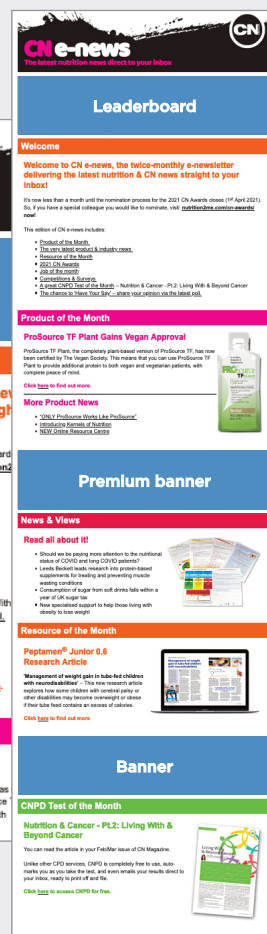 CN
CN e-news
The latest nutrition news direct to your inbox
Leaderboard
Welcome
Welcome to CN e-news, the twice-monthly e-newsletter
delivering the latest nutrition & CN news straight to your
inbox!
It's now less than a month until the nomination process for the 2021 CN Awards closes (1st April 2021).
So, if you have a special colleague you would like to nominate, visit: nutrition2me.com/cn-awards/
now!
This edition of CN e-news includes:
• Product of the Month
• The very latest product & industry news
• Resource of the Month
• 2021 CN Awards
• Job of the month
• Competitions & Surveys
• A great CNPD Test of the Month – Nutrition & Cancer - Pt.2: Living With & Beyond Cancer
• The chance to 'Have Your Say' – share your opinion via the latest poll.
Product of the Month
ProSource TF Plant Gains Vegan Approval
ProSource TF Plant, the completely plant-based version of ProSource TF, has now
been certified by The Vegan Society. This means that you can use ProSource TF
Plant to provide additional protein to both vegan and vegetarian patients, with
complete peace of mind.
Click here to find out more.
More Product News
• "ONLY ProSource Works Like ProSource"
• Introducing Kernels of Nutrition
• NEW Online Resource Centre
PROsource
TF
Premium banner
News & Views
Read all about it!
• Should we be paying more attention to the nutritional
status of COVID and long COVID patients?
• Leeds Beckett leads research into protein-based
supplements for treating and preventing muscle
wasting conditions
• Consumption of sugar from soft drinks falls within a
year of UK sugar tax
• New specialised support to help those living with
obesity to lose weight
Resource of the Month
Peptamen® Junior 0.6
Research Article
'Management of weight gain in tube-fed children
with neurodisabilities' – This new research article
explores how some children with cerebral palsy or
other disabilities may become overweight or obese
if their tube feed contains an excess of calories.
Click here to find out more
Banner
CNPD Test of the Month
Nutrition & Cancer - Pt.2: Living With &
Beyond Cancer
You can read the article in your Feb/Mar issue of CN Magazine.
Unlike other CPD services, CNPD is completely free to use, auto-
marks you as you take the test, and even emails your results direct to
your inbox, ready to print off and file.
Click here to access CNPD for free.
Living With
& Beyond Cancer